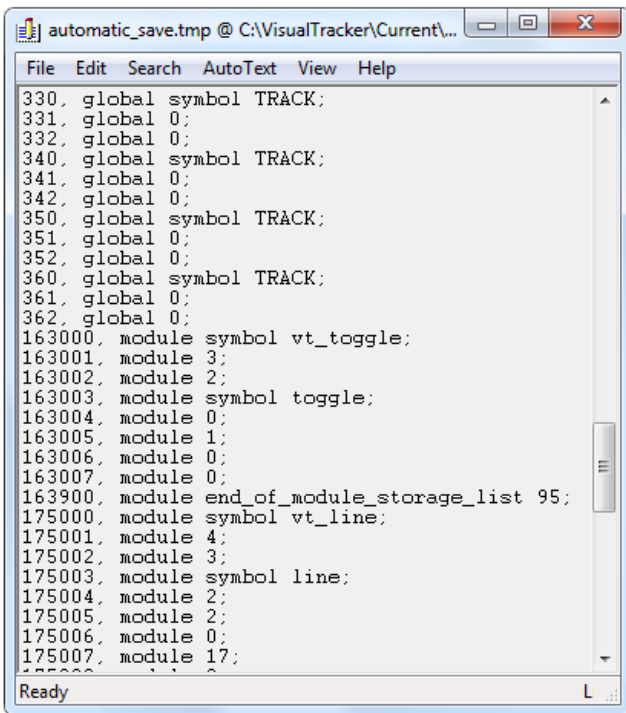 automatic_save.tmp @ C:\VisualTracker\Current\...
File Edit Search AutoText View Help
330, global symbol TRACK;
331, global 0;
332, global 0;
340, global symbol TRACK;
341, global 0;
342, global 0;
350, global symbol TRACK;
351, global 0;
352, global 0;
360, global symbol TRACK;
361, global 0;
362, global 0;
163000, module symbol vt_toggle;
163001, module 3;
163002, module 2;
163003, module symbol toggle;
163004, module 0;
163005, module 1;
163006, module 0;
163007, module 0;
163900, module end_of_module_storage_list 95;
175000, module symbol vt_line;
175001, module 4;
175002, module 3;
175003, module symbol line;
175004, module 2;
175005, module 2;
175006, module 0;
175007, module 17;
Ready L